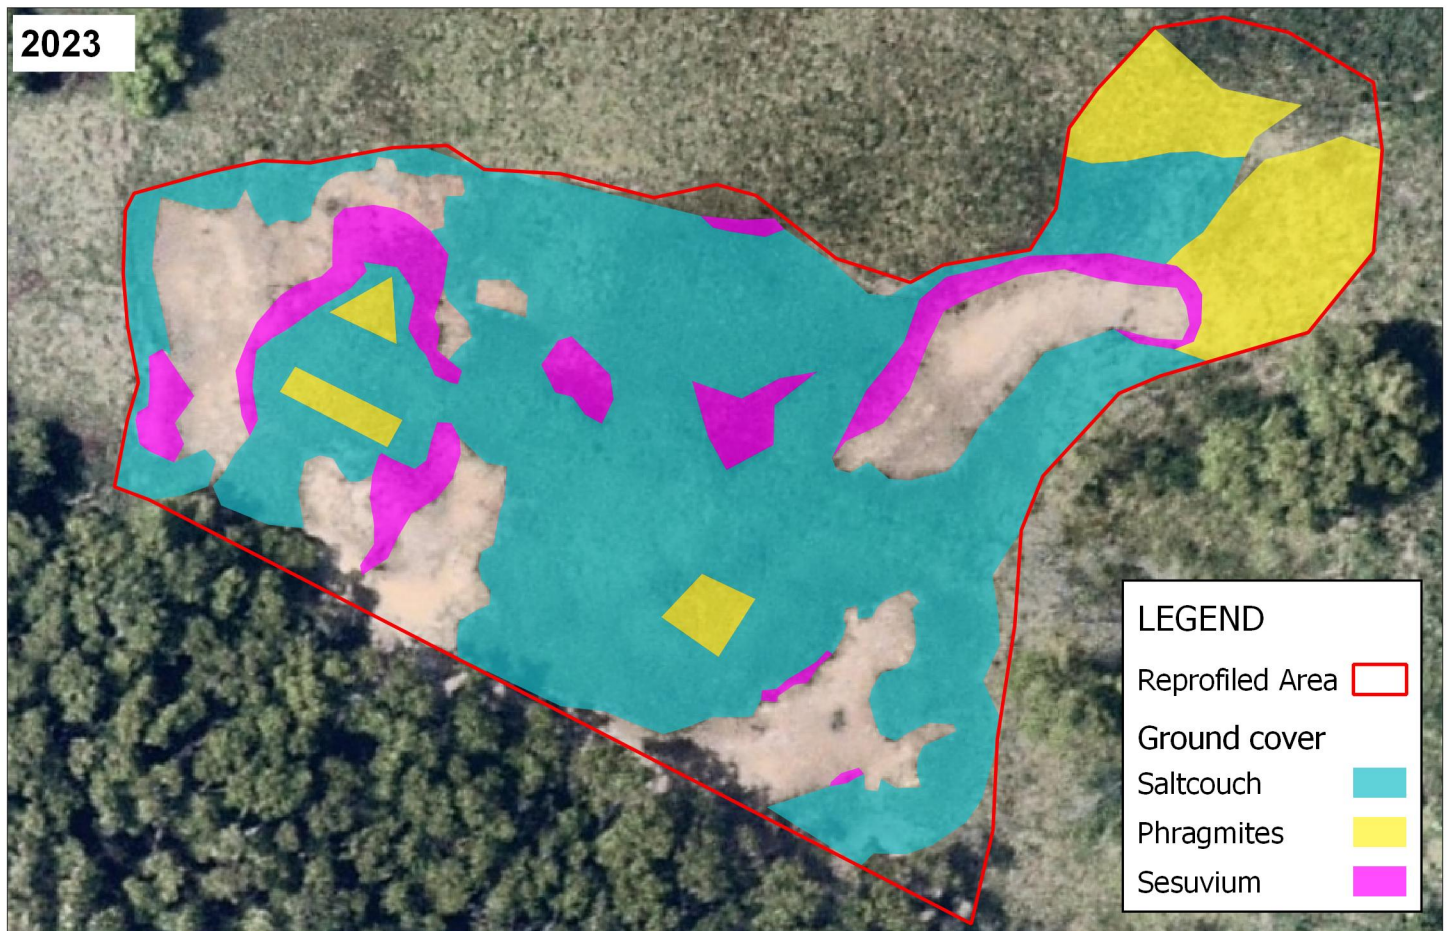 2023
LEGEND
Reprofiled Area
Ground cover
Saltcouch
Phragmites
Sesuvium